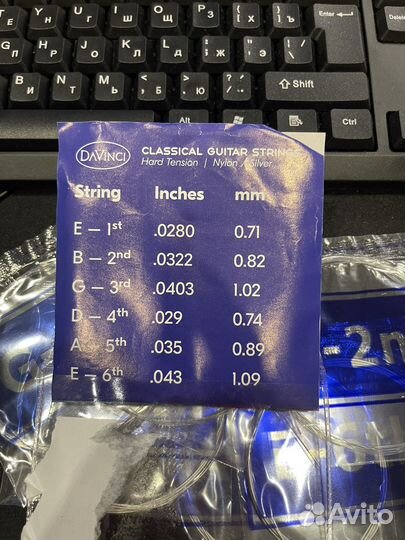 Г Ш Щ З Х Ъ Enter Delete
П Р О Л Д Ж Э
И Т Ь Б Ю Shift
Alt Ctrl
DAVINCI CLASSICAL GUITAR STRINGS
Hard Tension | Nylon / Silver
String Inches mm
E – 1st .0280 0.71
B – 2nd .0322 0.82
G – 3rd .0403 1.02
D – 4th .029 0.74
A – 5th .035 0.89
E – 6th .043 1.09
Avito